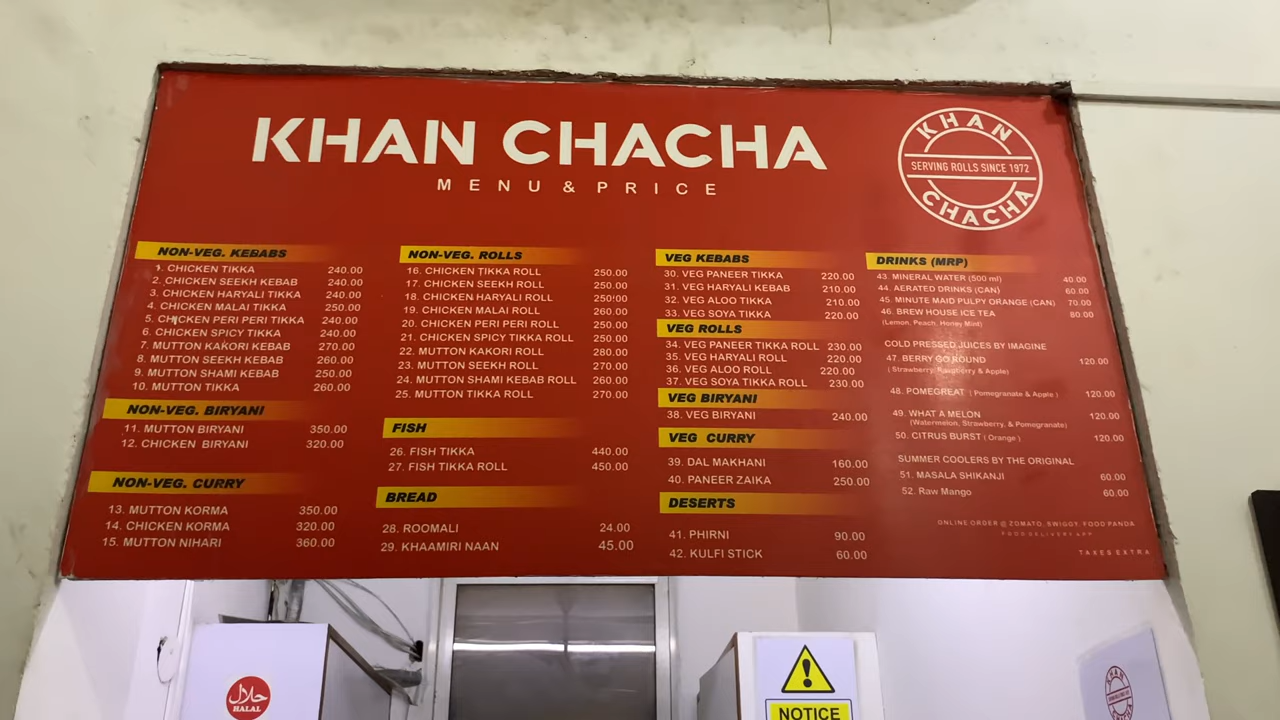 KHAN CHACHA
MENU & PRICE
KHAN
SERVING ROLLS SINCE 1972
CHACHA
NON-VEG. KEBABS
1. CHICKEN TIKKA 240.00
2. CHICKEN SEEKH KEBAB 240.00
3. CHICKEN HARYALI TIKKA 240.00
4. CHICKEN MALAI TIKKA 250.00
5. CHICKEN PERI PERI TIKKA 240.00
6. CHICKEN SPICY TIKKA 240.00
7. MUTTON KAKORI KEBAB 270.00
8. MUTTON SEEKH KEBAB 260.00
9. MUTTON SHAMI KEBAB 250.00
10. MUTTON TIKKA 260.00
NON-VEG. BIRYANI
11. MUTTON BIRYANI 350.00
12. CHICKEN BIRYANI 320.00
NON-VEG. CURRY
13. MUTTON KORMA 350.00
14. CHICKEN KORMA 320.00
15. MUTTON NIHARI 360.00
NON-VEG. ROLLS
16. CHICKEN TIKKA ROLL 250.00
17. CHICKEN SEEKH ROLL 250.00
18. CHICKEN HARYALI ROLL 250.00
19. CHICKEN MALAI ROLL 260.00
20. CHICKEN PERI PERI ROLL 250.00
21. CHICKEN SPICY TIKKA ROLL 250.00
22. MUTTON KAKORI ROLL 280.00
23. MUTTON SEEKH ROLL 270.00
24. MUTTON SHAMI KEBAB ROLL 260.00
25. MUTTON TIKKA ROLL 270.00
FISH
26. FISH TIKKA 440.00
27. FISH TIKKA ROLL 450.00
BREAD
28. ROOMALI 24.00
29. KHAAMIRI NAAN 45.00
VEG KEBABS
30. VEG PANEER TIKKA 220.00
31. VEG HARYALI KEBAB 210.00
32. VEG ALOO TIKKA 210.00
33. VEG SOYA TIKKA 220.00
VEG ROLLS
34. VEG PANEER TIKKA ROLL 230.00
35. VEG HARYALI ROLL 220.00
36. VEG ALOO ROLL 220.00
37. VEG SOYA TIKKA ROLL 230.00
VEG BIRYANI
38. VEG BIRYANI 240.00
VEG CURRY
39. DAL MAKHANI 160.00
40. PANEER ZAIKA 250.00
DESERTS
41. PHIRNI 90.00
42. KULFI STICK 60.00
DRINKS (MRP)
43. MINERAL WATER (500 ml) 40.00
44. AERATED DRINKS (CAN) 60.00
45. MINUTE MAID PULPY ORANGE (CAN) 70.00
46. BREW HOUSE ICE TEA 80.00
(Lemon, Peach, Honey Mint)
COLD PRESSED JUICES BY IMAGINE
47. BERRY GO ROUND 120.00
( Strawberry, Raspberry & Apple)
48. POMEGREAT ( Pomegranate & Apple ) 120.00
49. WHAT A MELON 120.00
(Watermelon, Strawberry, & Pomegranate)
50. CITRUS BURST ( Orange ) 120.00
SUMMER COOLERS BY THE ORIGINAL
51. MASALA SHIKANJI 60.00
52. Raw Mango 60.00
ONLINE ORDER @ ZOMATO, SWIGGY, FOOD PANDA
FOOD DELIVERY APP
TAXES EXTRA
حلال
HALAL
NOTICE
KHAN